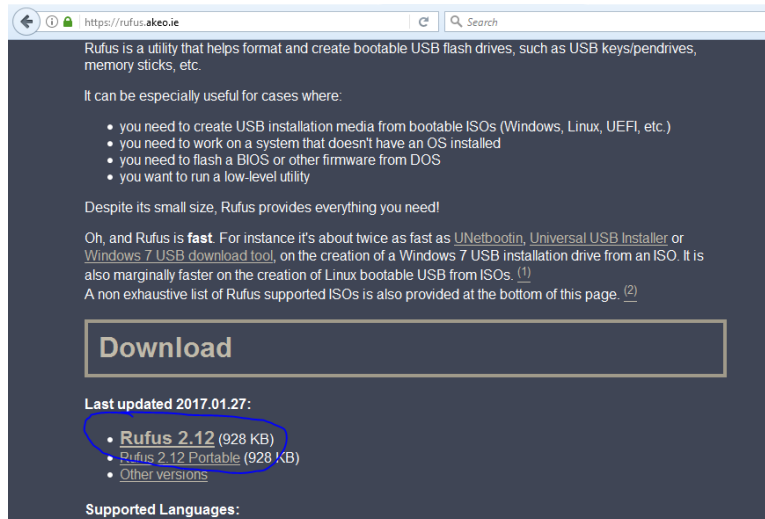 https://rufus.akeo.ie
Search
Rufus is a utility that helps format and create bootable USB flash drives, such as USB keys/pendrives,
memory sticks, etc.
It can be especially useful for cases where:
you need to create USB installation media from bootable ISOs (Windows, Linux, UEFI, etc.)
you need to work on a system that doesn't have an OS installed
you need to flash a BIOS or other firmware from DOS
you want to run a low-level utility
Despite its small size, Rufus provides everything you need!
Oh, and Rufus is fast. For instance it's about twice as fast as UNetbootin, Universal USB Installer or
Windows 7 USB download tool, on the creation of a Windows 7 USB installation drive from an ISO. It is
also marginally faster on the creation of Linux bootable USB from ISOs. (1)
A non exhaustive list of Rufus supported ISOs is also provided at the bottom of this page. (2)
Download
Last updated 2017.01.27:
Rufus 2.12 (928 KB)
Rufus 2.12 Portable (928 KB)
Other versions
Supported Languages: